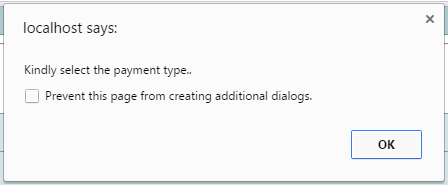 localhost says:
Kindly select the payment type..
Prevent this page from creating additional dialogs.
OK